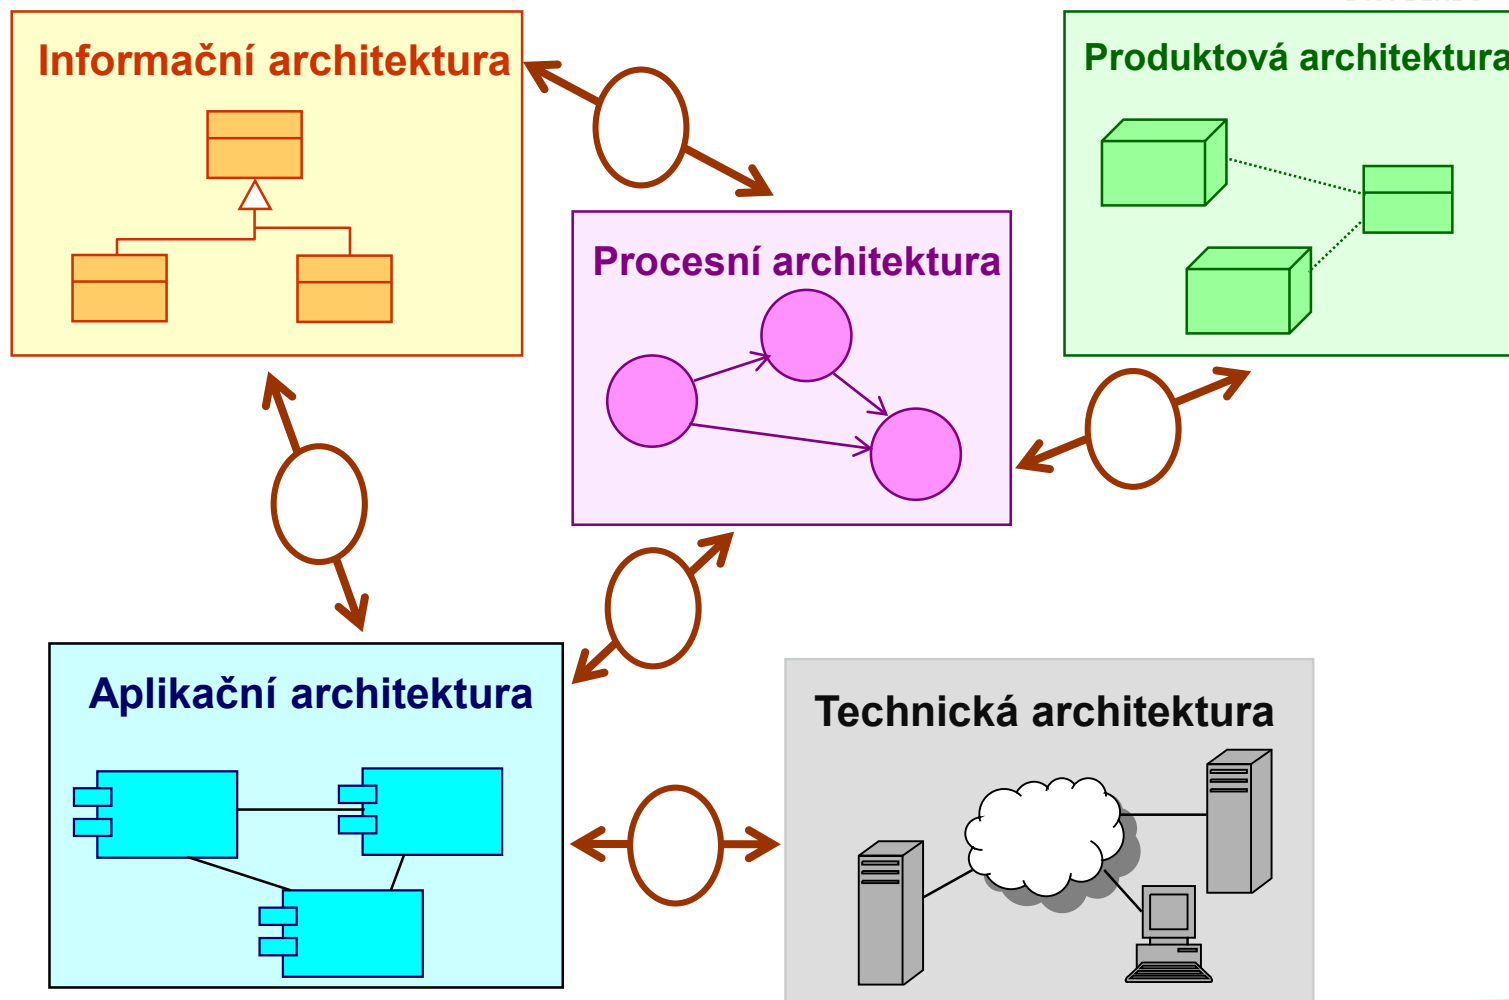 Informační architektura
Produktová architektura
Procesní architektura
Aplikační architektura
Technická architektura